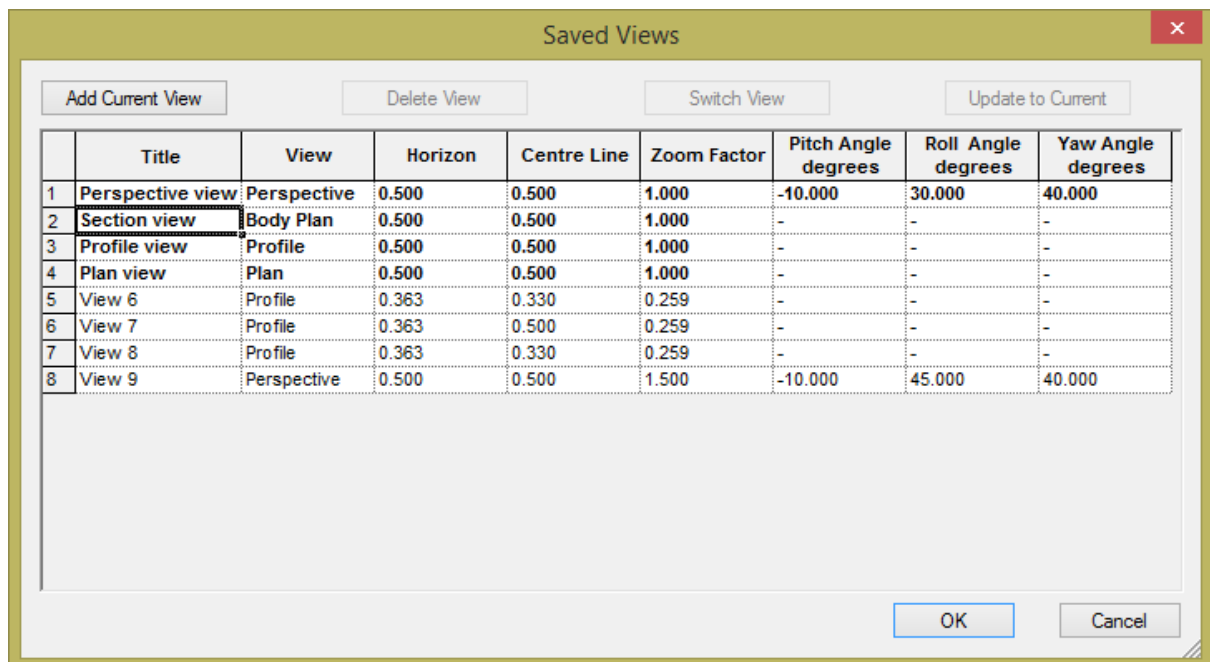 Saved Views
Add Current View Delete View Switch View Update to Current
Title View Horizon Centre Line Zoom Factor Pitch Angle degrees Roll Angle degrees Yaw Angle degrees
1 Perspective view Perspective 0.500 0.500 1.000 -10.000 30.000 40.000
2 Section view Body Plan 0.500 0.500 1.000 - - -
3 Profile view Profile 0.500 0.500 1.000 - - -
4 Plan view Plan 0.500 0.500 1.000 - - -
5 View 6 Profile 0.363 0.330 0.259 - - -
6 View 7 Profile 0.363 0.500 0.259 - - -
7 View 8 Profile 0.363 0.330 0.259 - - -
8 View 9 Perspective 0.500 0.500 1.500 -10.000 45.000 40.000
OK Cancel